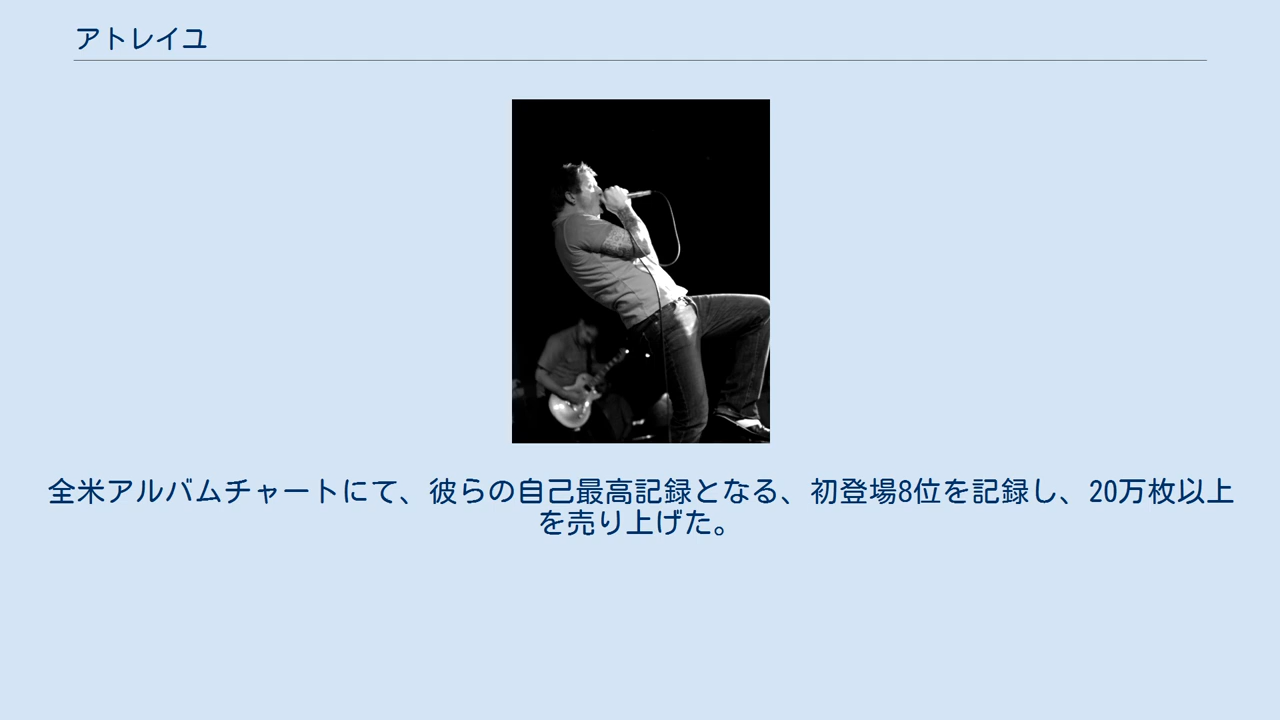 アトレイユ
全米アルバムチャートにて、彼らの自己最高記録となる、初登場8位を記録し、20万枚以上
を売り上げた。